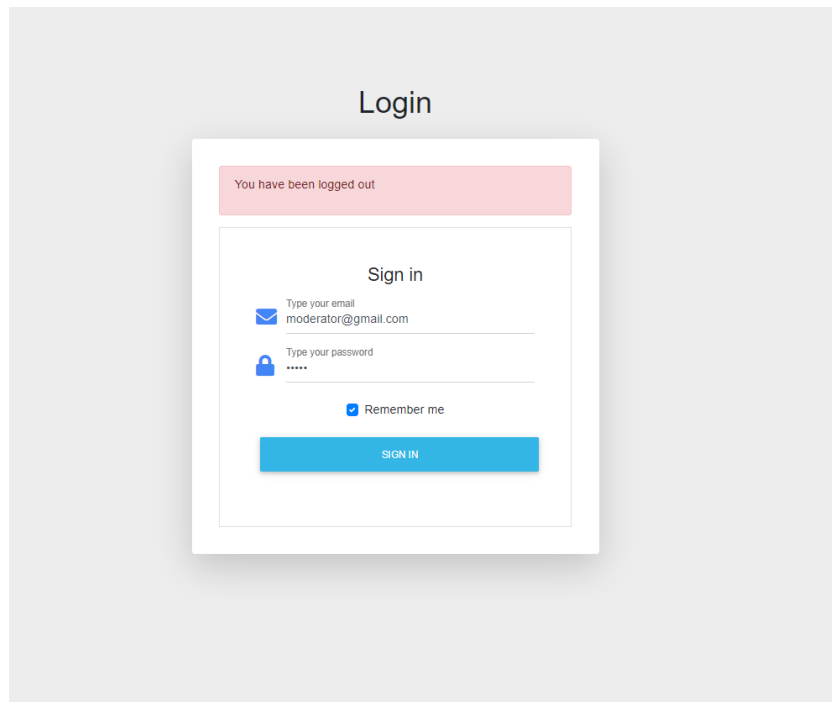 Login
You have been logged out
Sign in
Type your email
moderator@gmail.com
Type your password
•••••
Remember me
SIGN IN